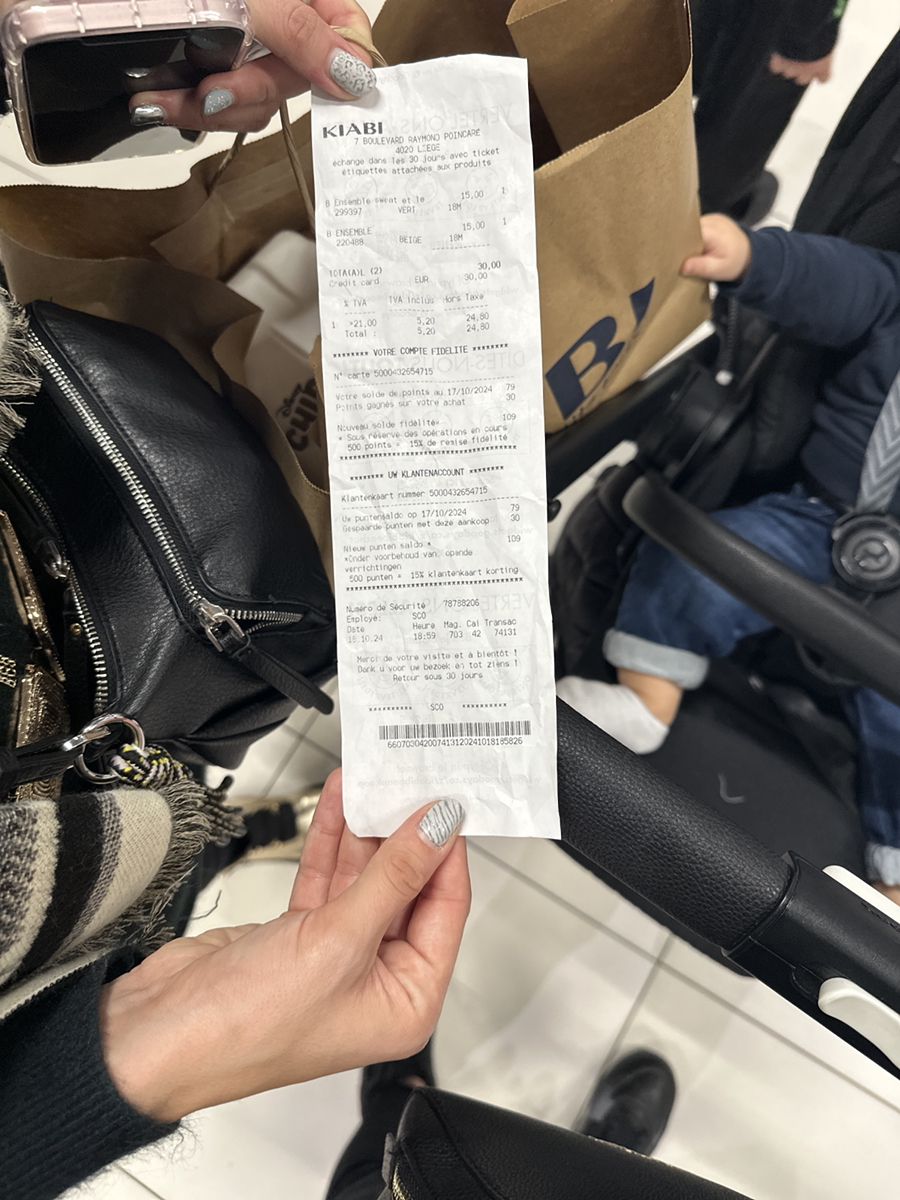 KIABI
7 BOULEVARD RAYMOND POINCARE
4020 LIEGE
échange dans les 30 jours avec ticket
étiquettes attachées aux produits
B Ensemble sweat et le 15,00 1
299397 VERT 18M
B ENSEMBLE 15,00 1
220488 BEIGE 18M
TOTA(A)L (2) 30,00
Credit card EUR 30,00
% TVA TVA inclus Hors Taxe
1 >21,00 5,20 24,80
Total : 5,20 24,80
******** VOTRE COMPTE FIDELITE ********
N° carte 5000432654715
Votre solde de points au 17/10/2024 79
Points gagnés sur votre achat 30
Nouveau solde fidélité* 109
* Sous réserve des opérations en cours
500 points = 15% de remise fidélité
******** UW KLANTENACCOUNT ********
Klantenkaart nummer 5000432654715
Uw puntensaldo op 17/10/2024 79
Gespaarde punten met deze aankoop 30
Nieuw punten saldo * 109
*Onder voorbehoud van
verrichtingen
500 punten = 15% klantenkaart korting
Numéro de Sécurité 78788206
Employé: SCO
Date Heure Mag. Cai Transac
18.10.24 18:59 703 42 74131
Merci de votre visite et à bientôt !
Dank u voor uw bezoek en tot ziens !
Retour sous 30 jours
********** SCO **********
660703042007413120241018185826
BI
Disney